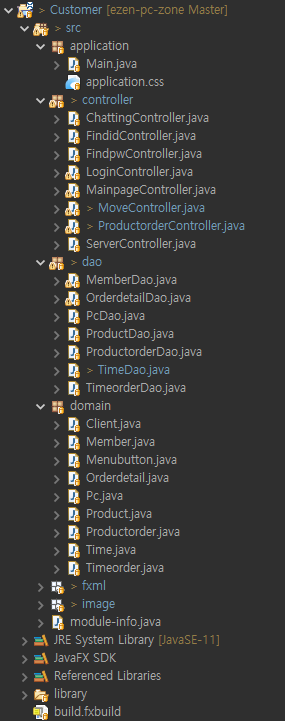 > Customer [ezen-pc-zone Master]
> src
application
Main.java
application.css
> controller
ChattingController.java
FindidController.java
FindpwController.java
LoginController.java
MainpageController.java
> MoveController.java
> ProductorderController.java
ServerController.java
> dao
MemberDao.java
OrderdetailDao.java
PcDao.java
ProductDao.java
ProductorderDao.java
> TimeDao.java
TimeorderDao.java
domain
Client.java
Member.java
Menubutton.java
Orderdetail.java
Pc.java
Product.java
Productorder.java
Time.java
Timeorder.java
> fxml
> image
module-info.java
JRE System Library [JavaSE-11]
JavaFX SDK
Referenced Libraries
library
build.fxbuild